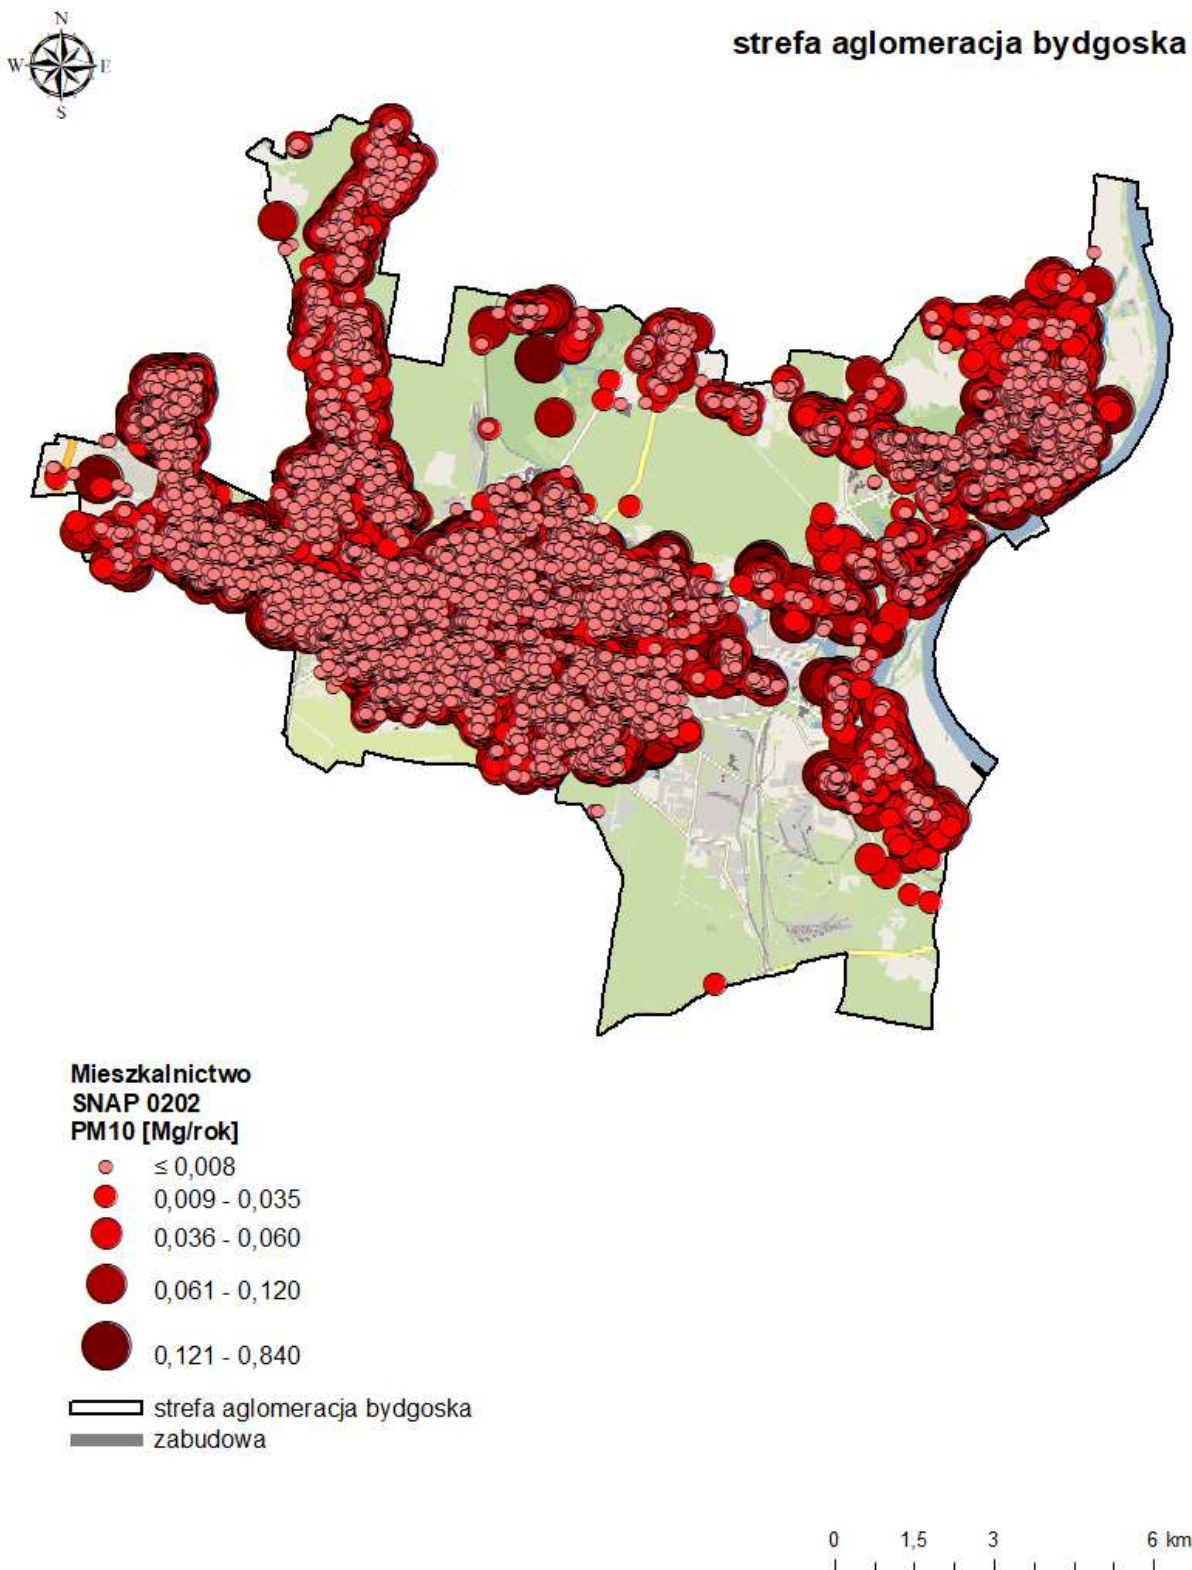 N
W E
S
strefa aglomeracja bydgoska
Mieszkalnictwo
SNAP 0202
PM10 [Mg/rok]
≤ 0,008
0,009 - 0,035
0,036 - 0,060
0,061 - 0,120
0,121 - 0,840
strefa aglomeracja bydgoska
zabudowa
0 1,5 3 6 km